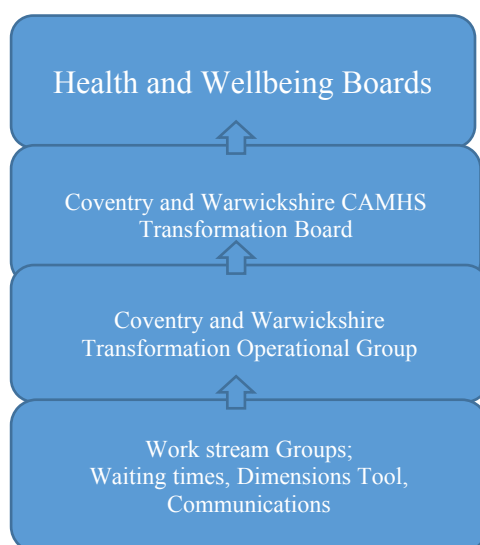 Health and Wellbeing Boards
Coventry and Warwickshire CAMHS
Transformation Board
Coventry and Warwickshire
Transformation Operational Group
Work stream Groups;
Waiting times, Dimensions Tool,
Communications